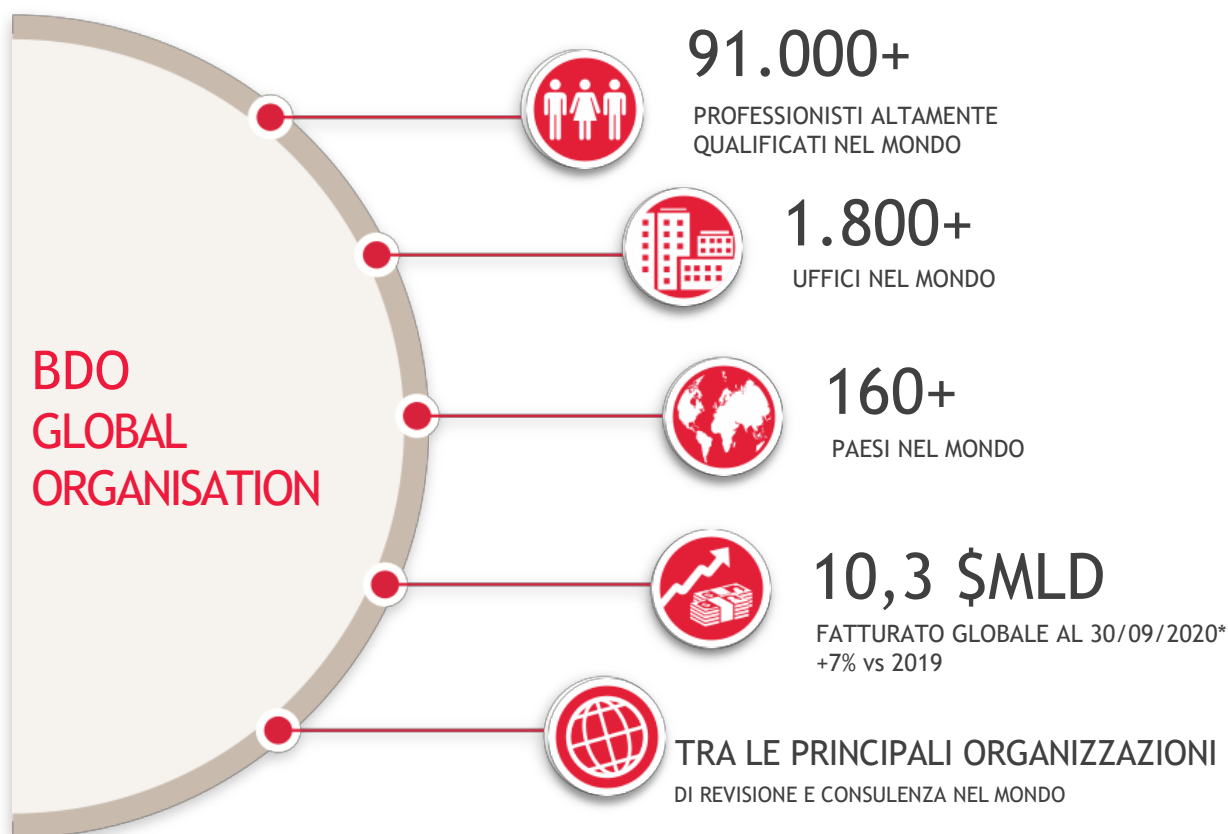 BDO
GLOBAL
ORGANISATION
91.000+
PROFESSIONISTI ALTAMENTE
QUALIFICATI NEL MONDO
1.800+
UFFICI NEL MONDO
160+
PAESI NEL MONDO
10,3 $MLD
FATTURATO GLOBALE AL 30/09/2020*
+7% vs 2019
TRA LE PRINCIPALI ORGANIZZAZIONI
DI REVISIONE E CONSULENZA NEL MONDO